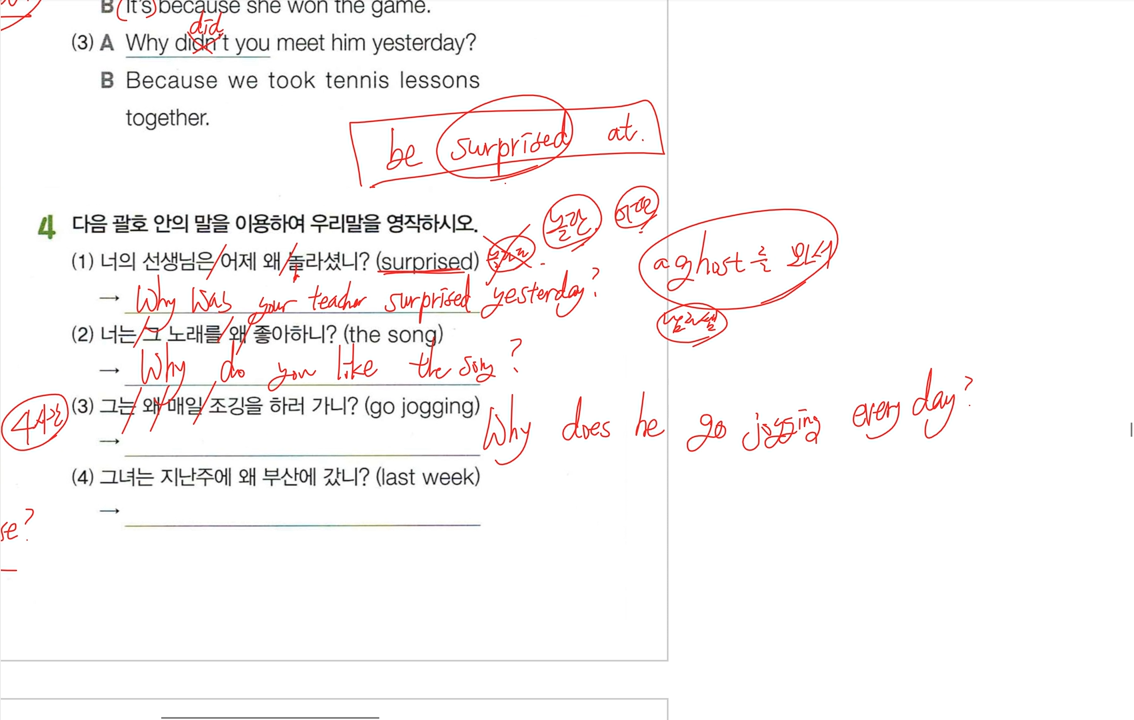 B (It's) because she won the game.
did
(3) A Why didn't you meet him yesterday?
B Because we took tennis lessons
together.
be surprised at.
4 다음 괄호 안의 말을 이용하여 우리말을 영작하시오.
놀란
(1) 너의 선생님은 어제 왜 놀라셨니? (surprised)
a ghost를 봐서
→ Why was your teacher surprised yesterday?
(2) 너는 그 노래를 왜 좋아하니? (the song)
→ Why do you like the song?
(3) 그는 왜 매일 조깅을 하러 가니? (go jogging)
→ Why does he go jogging every day?
(4) 그녀는 지난주에 왜 부산에 갔니? (last week)
→
se?